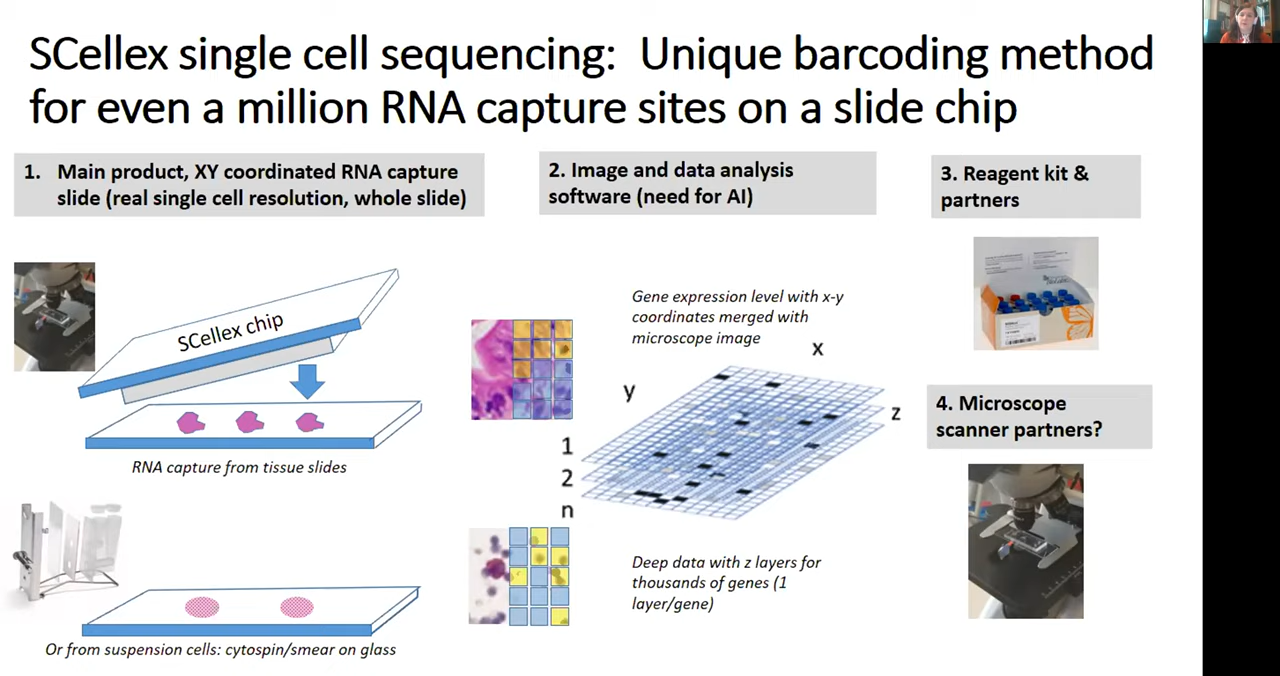 SCellex single cell sequencing:  Unique barcoding method
for even a million RNA capture sites on a slide chip
1. Main product, XY coordinated RNA capture
slide (real single cell resolution, whole slide)
SCellex chip
RNA capture from tissue slides
Or from suspension cells: cytospin/smear on glass
2. Image and data analysis
software (need for AI)
Gene expression level with x-y
coordinates merged with
microscope image
x
y
z
1
2
n
Deep data with z layers for
thousands of genes (1
layer/gene)
3. Reagent kit &
partners
4. Microscope
scanner partners?